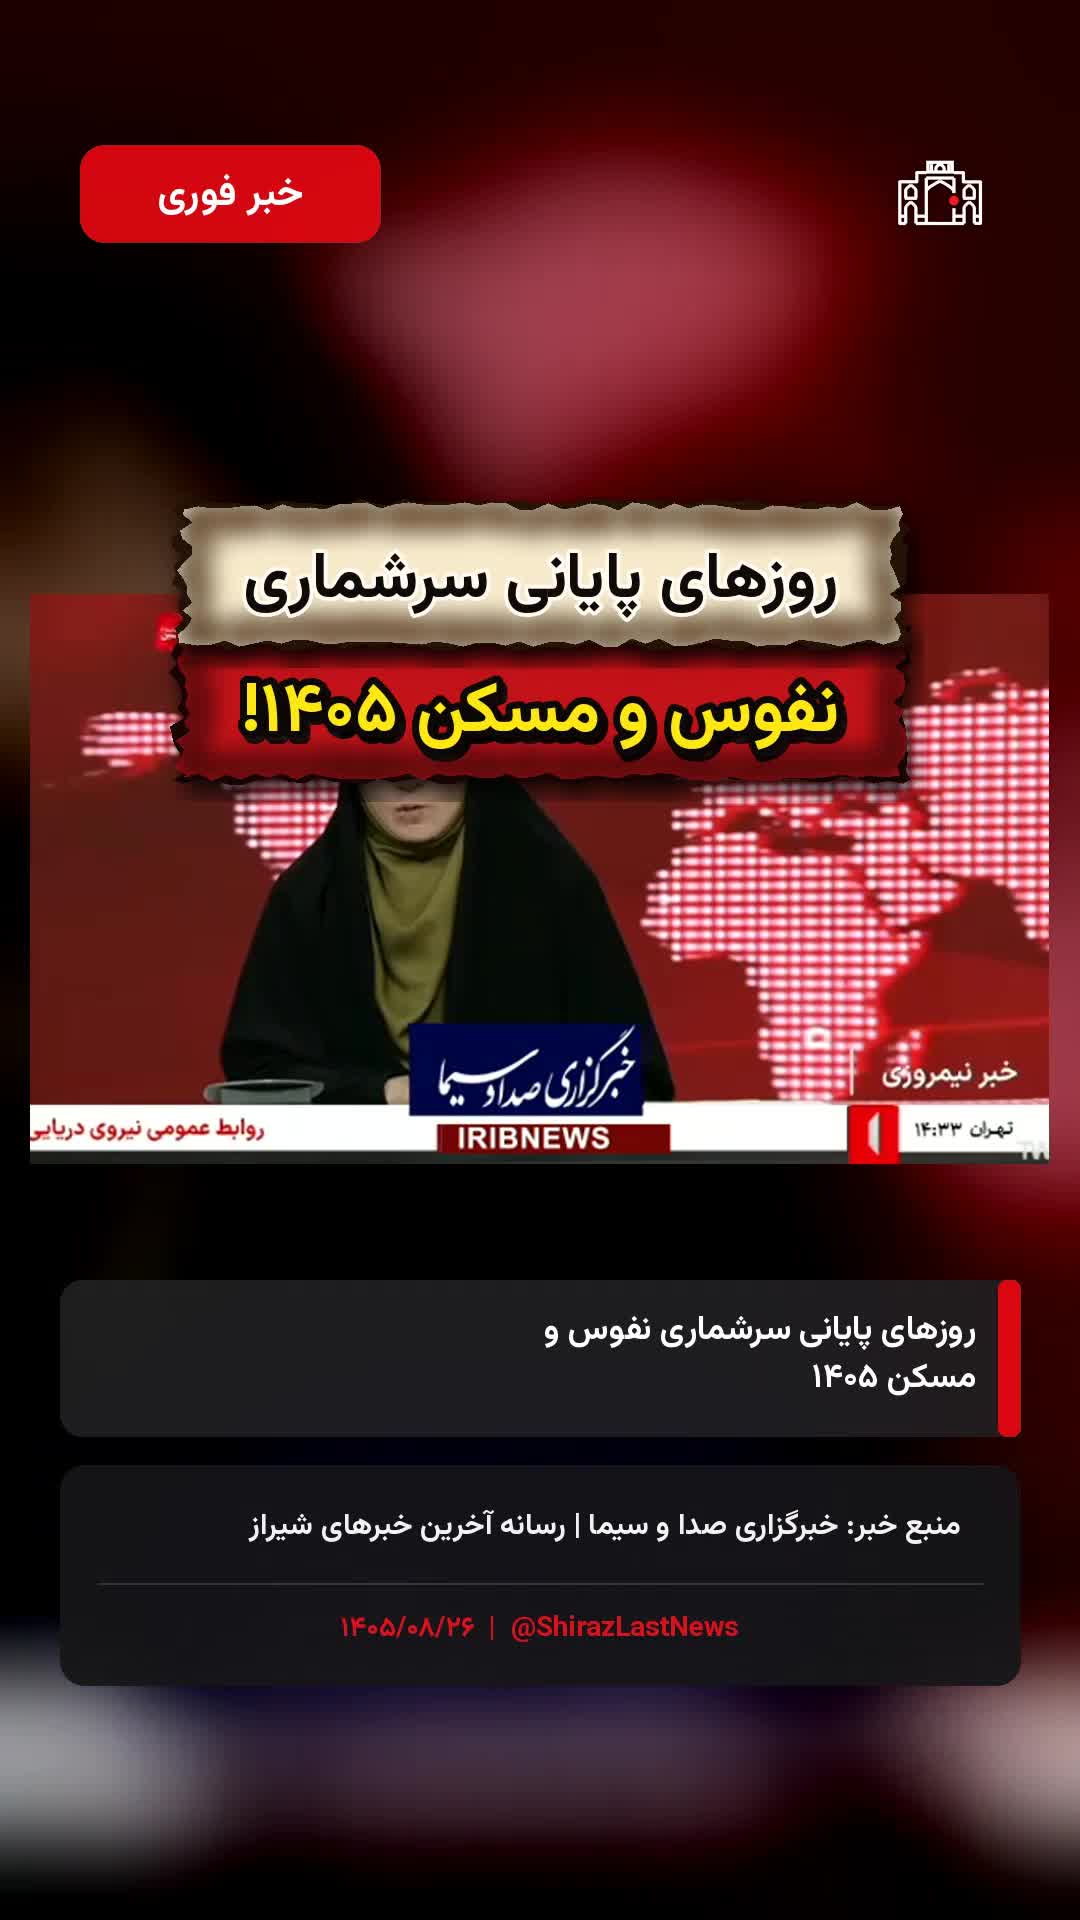 خبر فوری
روزهای پایانی سرشماری
نفوس و مسکن ۱۴۰۵!
خبر نیمروزی
خبرگزاری صدا و سیما
IRIBNEWS
تهران ۱۴:۳۳
روابط عمومی نیروی دریایی
روزهای پایانی سرشماری نفوس و
مسکن ۱۴۰۵
منبع خبر: خبرگزاری صدا و سیما | رسانه آخرین خبرهای شیراز
@ShirazLastNews | ۱۴۰۵/۰۸/۲۶